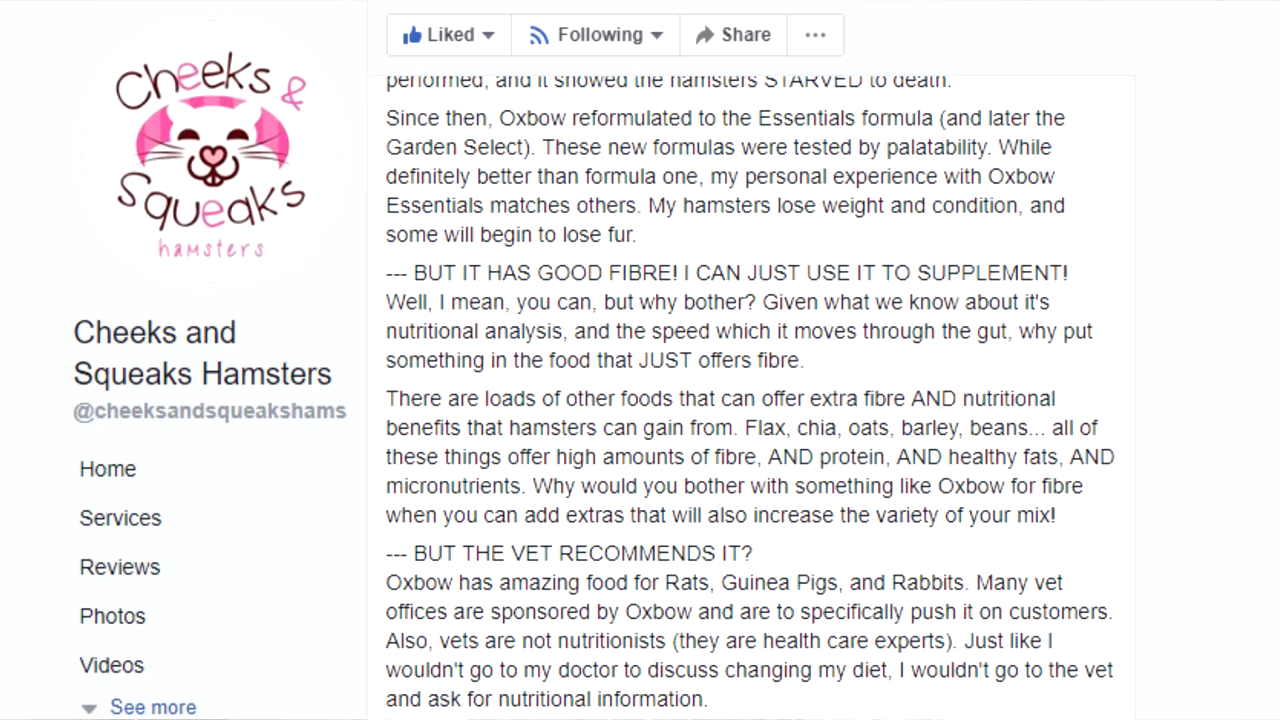 Cheeks &
Squeaks
hamsters
Cheeks and
Squeaks Hamsters
@cheeksandsqueakshams
Home
Services
Reviews
Photos
Videos
See more
Liked
Following
Share
performed, and it showed the hamsters STARVED to death.
Since then, Oxbow reformulated to the Essentials formula (and later the
Garden Select). These new formulas were tested by palatability. While
definitely better than formula one, my personal experience with Oxbow
Essentials matches others. My hamsters lose weight and condition, and
some will begin to lose fur.
--- BUT IT HAS GOOD FIBRE! I CAN JUST USE IT TO SUPPLEMENT!
Well, I mean, you can, but why bother? Given what we know about it's
nutritional analysis, and the speed which it moves through the gut, why put
something in the food that JUST offers fibre.
There are loads of other foods that can offer extra fibre AND nutritional
benefits that hamsters can gain from. Flax, chia, oats, barley, beans... all of
these things offer high amounts of fibre, AND protein, AND healthy fats, AND
micronutrients. Why would you bother with something like Oxbow for fibre
when you can add extras that will also increase the variety of your mix!
--- BUT THE VET RECOMMENDS IT?
Oxbow has amazing food for Rats, Guinea Pigs, and Rabbits. Many vet
offices are sponsored by Oxbow and are to specifically push it on customers.
Also, vets are not nutritionists (they are health care experts). Just like I
wouldn't go to my doctor to discuss changing my diet, I wouldn't go to the vet
and ask for nutritional information.